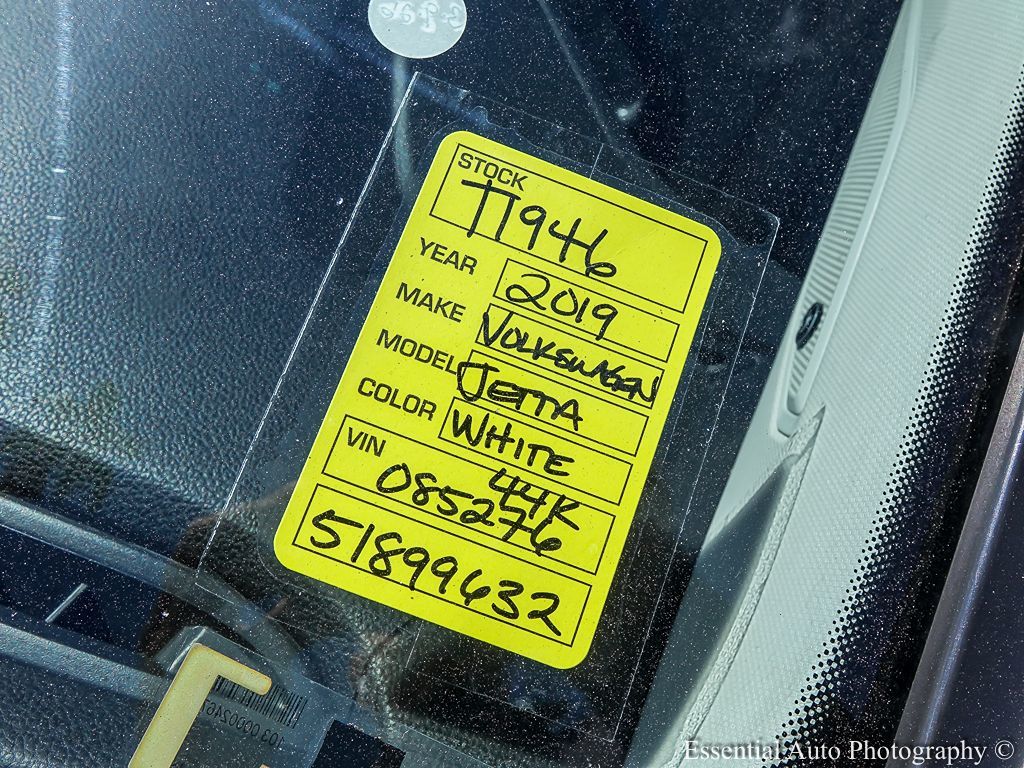 STOCK
T1946
YEAR 2019
MAKE VOLKSWAGEN
MODEL JETTA
COLOR WHITE
VIN 44K
085276
51899632
Essential Auto Photography ©